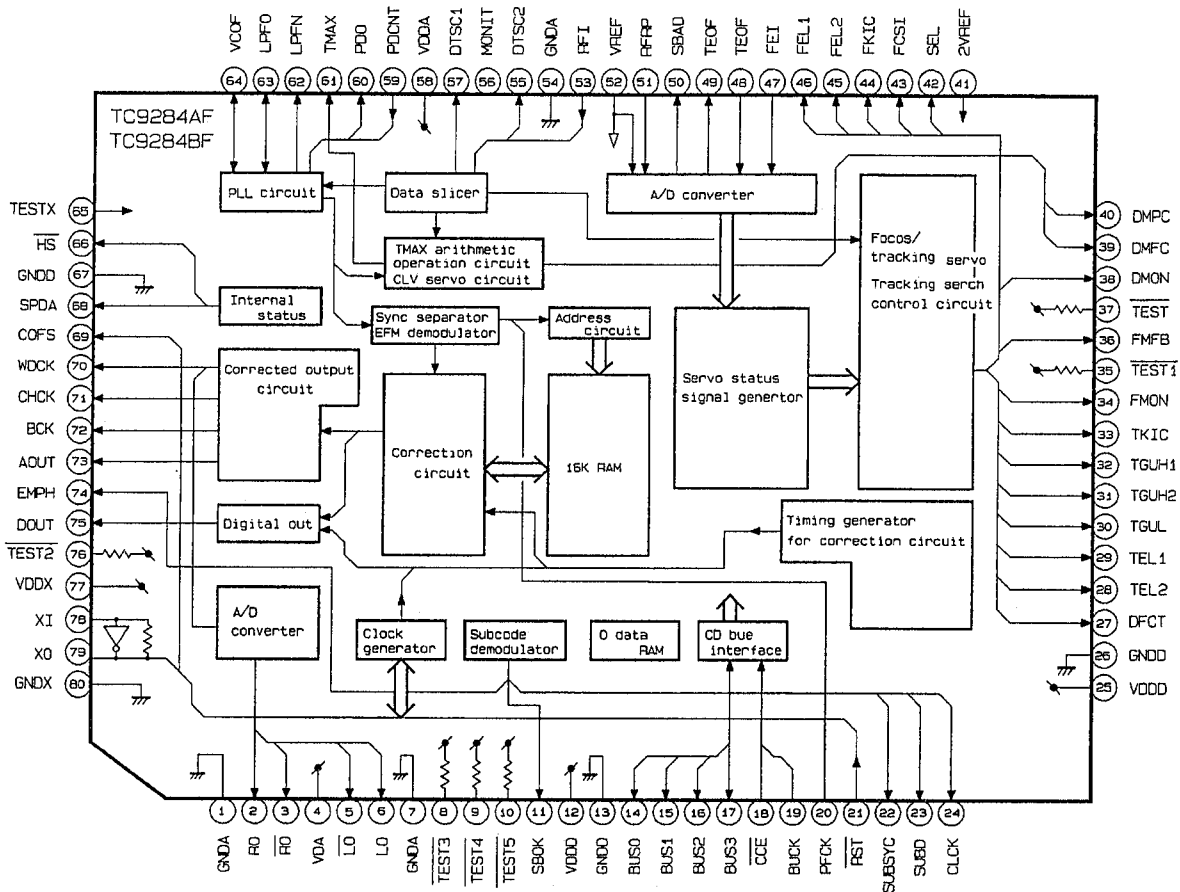 VCOF LPFO LPFN TMAX PDO PDCNT VDDA DTSC1 MONIT DTSC2 GNDA RFI VREF RFRP SBAD TEOF TEOF FEI FEL1 FEL2 FKIC FCSI SEL 2VREF
64 63 62 61 60 59 58 57 56 55 54 53 52 51 50 49 48 47 46 45 44 43 42 41
TC9284AF
TC9284BF
PLL circuit
Data slicer
A/D converter
TMAX arithmetic
operation circuit
CLV servo circuit
Focos/
tracking servo
Tracking serch
control circuit
Internal
status
Sync separator
EFM demodulator
Address
circuit
Corrected output
circuit
Servo status
signal genertor
Correction
circuit
16K RAM
Digital out
Timing generator
for correction circuit
A/D
converter
Clock
generator
Subcode
demodulator
O data
RAM
CD bus
interface
TESTX 65
HS 66
GNDD 67
SPDA 68
COFS 69
WDCK 70
CHCK 71
BCK 72
AOUT 73
EMPH 74
DOUT 75
TEST2 76
VDDX 77
XI 78
XO 79
GNDX 80
40 DMPC
39 DMFC
38 DMON
37 TEST
36 FMFB
35 TEST1
34 FMON
33 TKIC
32 TGUH1
31 TGUH2
30 TGUL
29 TEL1
28 TEL2
27 DFCT
26 GNDD
25 VDDD
1 2 3 4 5 6 7 8 9 10 11 12 13 14 15 16 17 18 19 20 21 22 23 24
GNDA RO RO VDA LO LO GNDA TEST3 TEST4 TEST5 SBOK VDDD GNDD BUS0 BUS1 BUS2 BUS3 CCE BUCK PFCK RST SUBSYC SUBD CLCK